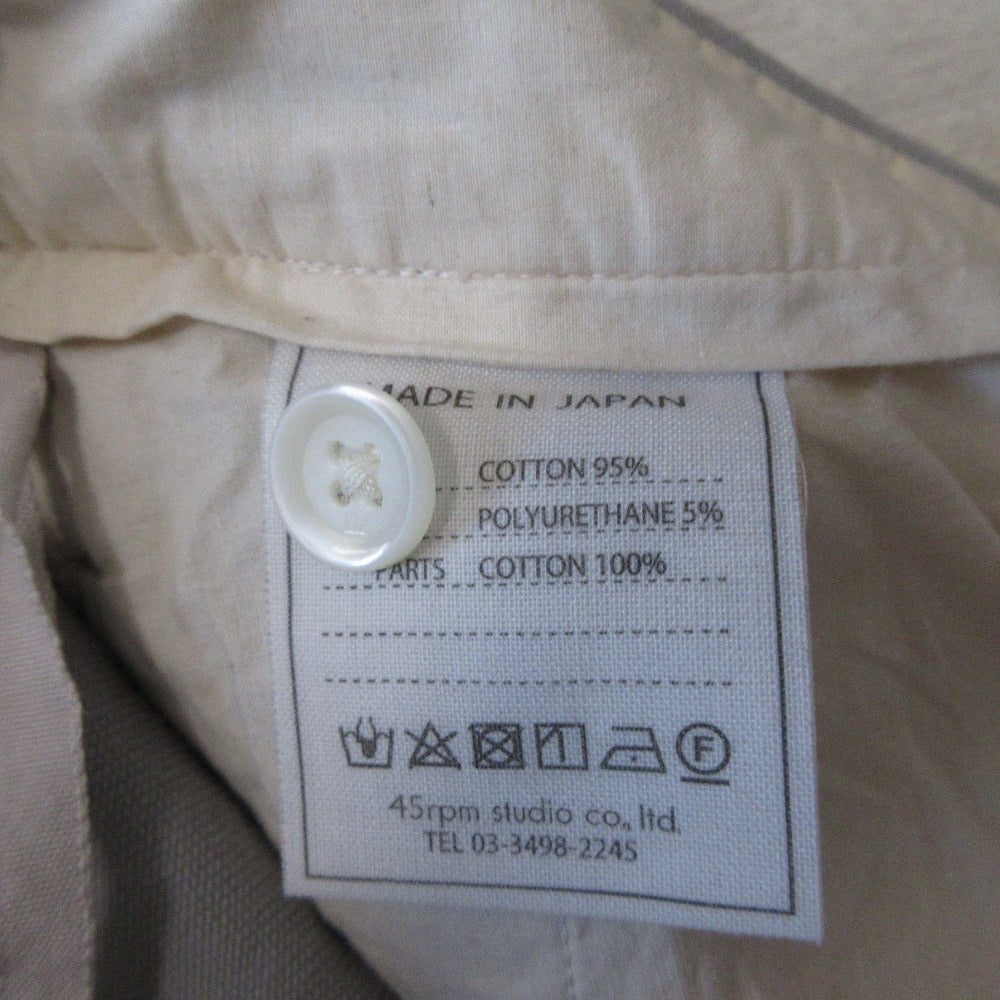 MADE IN JAPAN
COTTON 95%
POLYURETHANE 5%
PARTS COTTON 100%
F
45rpm studio co., ltd.
TEL 03-3498-2245